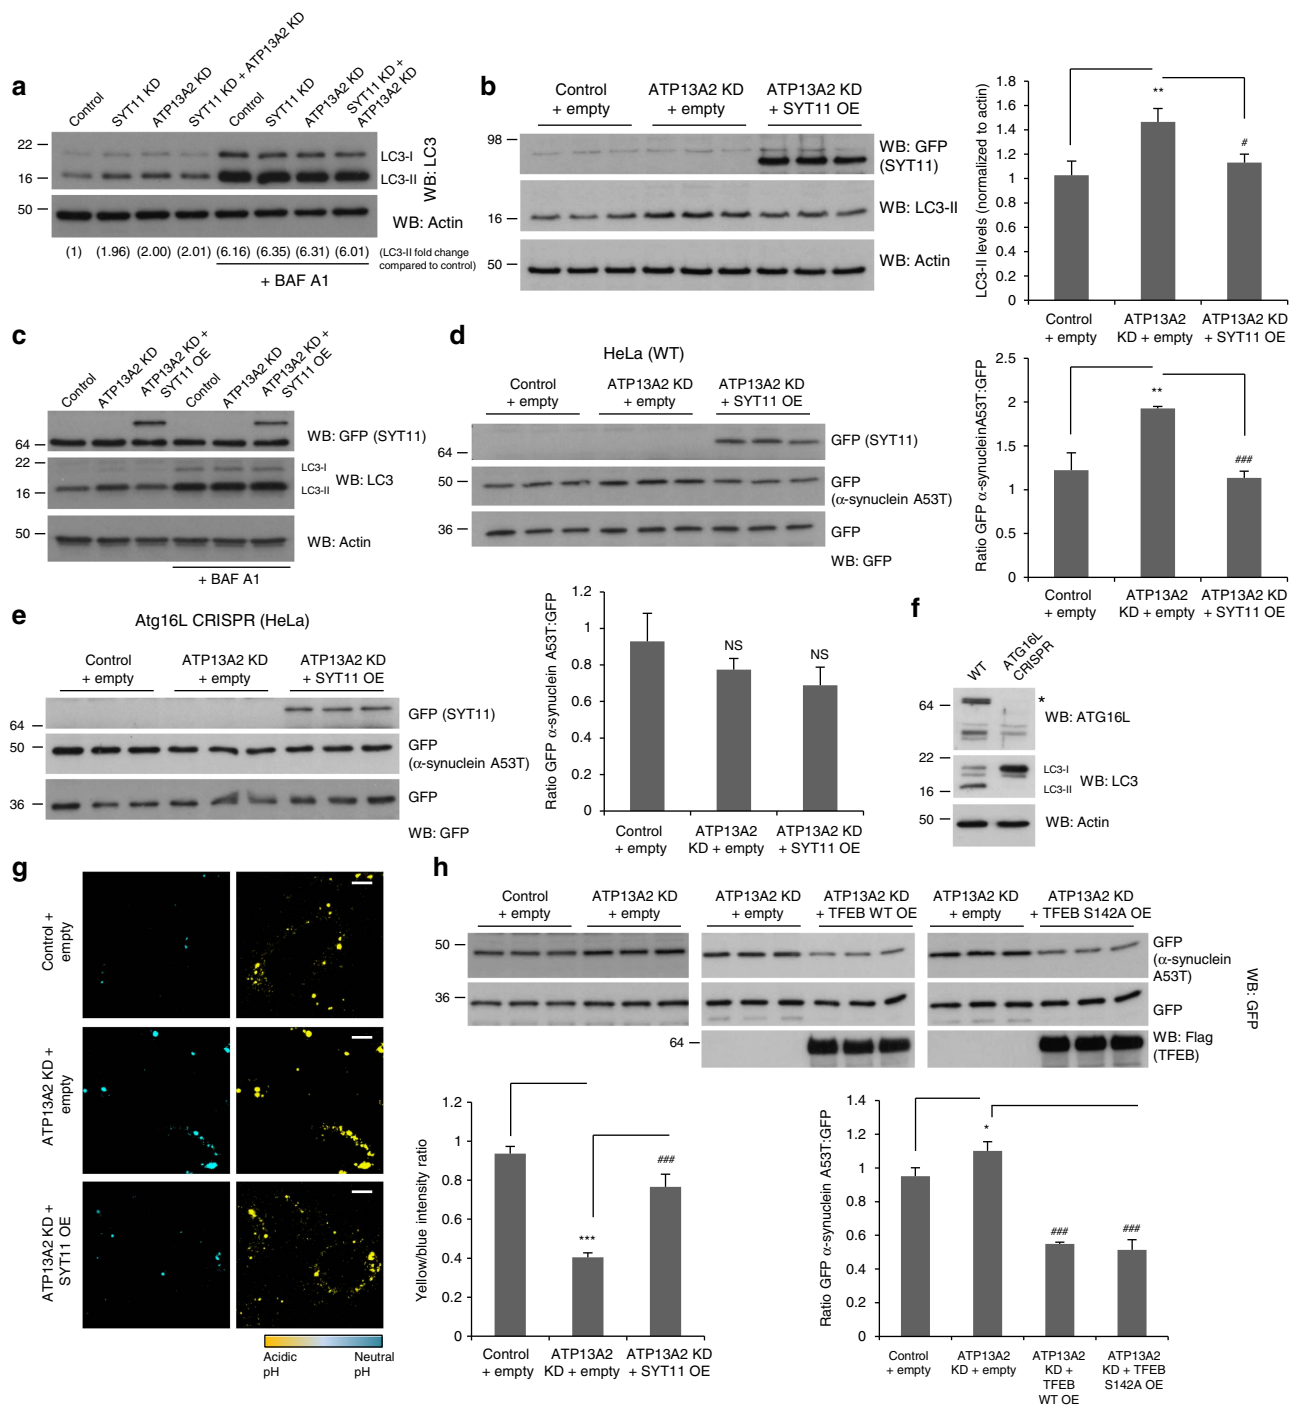 a
Control
SYT11 KD
ATP13A2 KD
SYT11 KD + ATP13A2 KD
Control
SYT11 KD
ATP13A2 KD
SYT11 KD +
ATP13A2 KD
22
16
50
LC3-I
LC3-II
WB: LC3
WB: Actin
(1) (1.96) (2.00) (2.01) (6.16) (6.35) (6.31) (6.01)
(LC3-II fold change
compared to control)
+ BAF A1
b
Control
+ empty
ATP13A2 KD
+ empty
ATP13A2 KD
+ SYT11 OE
98
16
50
WB: GFP
(SYT11)
WB: LC3-II
WB: Actin
LC3-II levels (normalized to actin)
1.8
1.6
1.4
1.2
1
0.8
0.6
0.4
0.2
0
**
#
Control
+ empty
ATP13A2
KD + empty
ATP13A2 KD
+ SYT11 OE
c
Control
ATP13A2 KD
ATP13A2 KD +
SYT11 OE
Control
ATP13A2 KD
ATP13A2 KD +
SYT11 OE
64
22
16
50
WB: GFP (SYT11)
LC3-I
LC3-II
WB: LC3
WB: Actin
+ BAF A1
d
HeLa (WT)
Control
+ empty
ATP13A2 KD
+ empty
ATP13A2 KD
+ SYT11 OE
64
50
36
GFP (SYT11)
GFP
(α-synuclein A53T)
GFP
WB: GFP
Ratio GFP α-synucleinA53T:GFP
2.5
2
1.5
1
0.5
0
**
###
Control
+ empty
ATP13A2
KD + empty
ATP13A2 KD
+ SYT11 OE
e
Atg16L CRISPR (HeLa)
Control
+ empty
ATP13A2 KD
+ empty
ATP13A2 KD
+ SYT11 OE
64
50
36
GFP (SYT11)
GFP
(α-synuclein A53T)
GFP
WB: GFP
Ratio GFP α-synuclein A53T:GFP
1.2
1
0.8
0.6
0.4
0.2
0
NS
NS
Control
+ empty
ATP13A2
KD + empty
ATP13A2 KD
+ SYT11 OE
f
WT
ATG16L
CRISPR
64
22
16
50
*
WB: ATG16L
LC3-I
LC3-II
WB: LC3
WB: Actin
g
Control +
empty
ATP13A2 KD +
empty
ATP13A2 KD +
SYT11 OE
Acidic
pH
Neutral
pH
Yellow/blue intensity ratio
1.2
1
0.8
0.6
0.4
0.2
0
***
###
Control
+ empty
ATP13A2
KD + empty
ATP13A2 KD
+ SYT11 OE
h
Control
+ empty
ATP13A2 KD
+ empty
ATP13A2 KD
+ empty
ATP13A2 KD
+ TFEB WT OE
ATP13A2 KD
+ empty
ATP13A2 KD
+ TFEB S142A OE
50
36
64
GFP
(α-synuclein
A53T)
GFP
WB: GFP
WB: Flag
(TFEB)
Ratio GFP α-synuclein A53T:GFP
1.4
1.2
1
0.8
0.6
0.4
0.2
0
*
###
###
Control
+ empty
ATP13A2
KD + empty
ATP13A2
KD +
TFEB
WT OE
ATP13A2
KD + TFEB
S142A OE